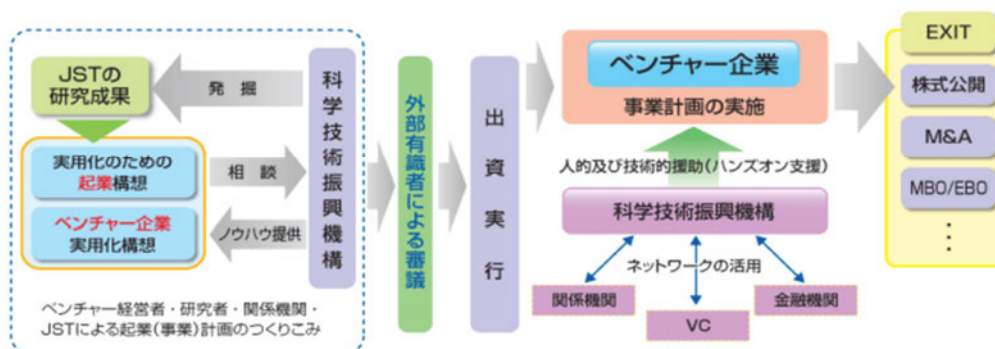 JSTの
研究成果
発掘
実用化のための
起業構想
相談
ベンチャー企業
実用化構想
ノウハウ提供
科学技術振興機構
ベンチャー経営者・研究者・関係機関・
JSTによる起業(事業)計画のつくりこみ
外部有識者による審議
出資実行
ベンチャー企業
事業計画の実施
人的及び技術的援助(ハンズオン支援)
科学技術振興機構
ネットワークの活用
関係機関
VC
金融機関
EXIT
株式公開
M&A
MBO/EBO
⋮